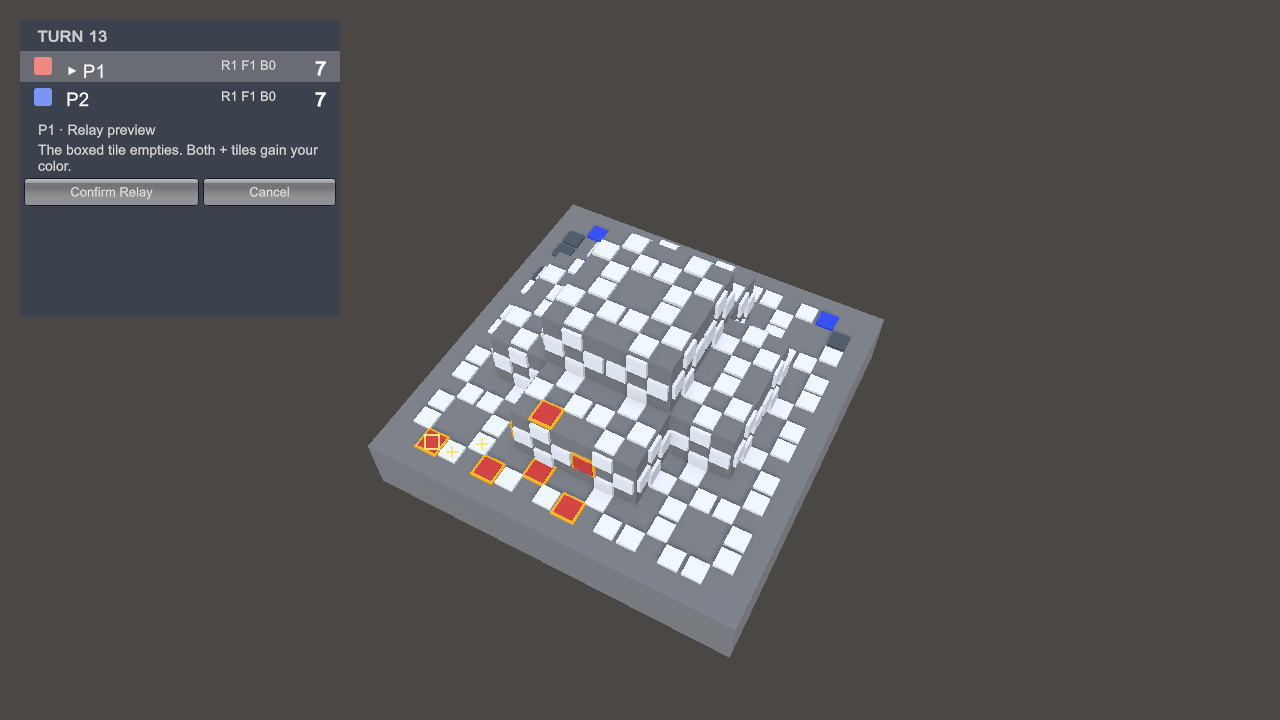 TURN 13
▸ P1 R1 F1 B0 7
P2 R1 F1 B0 7
P1 · Relay preview
The boxed tile empties. Both + tiles gain your
color.
Confirm Relay Cancel